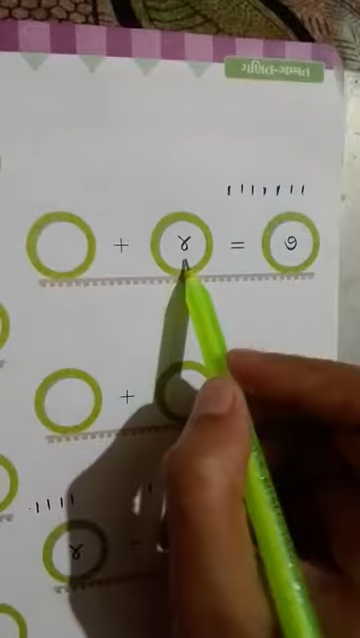 ગણિત-ગમ્મત
+ ૪ = ૭
+
૪ =